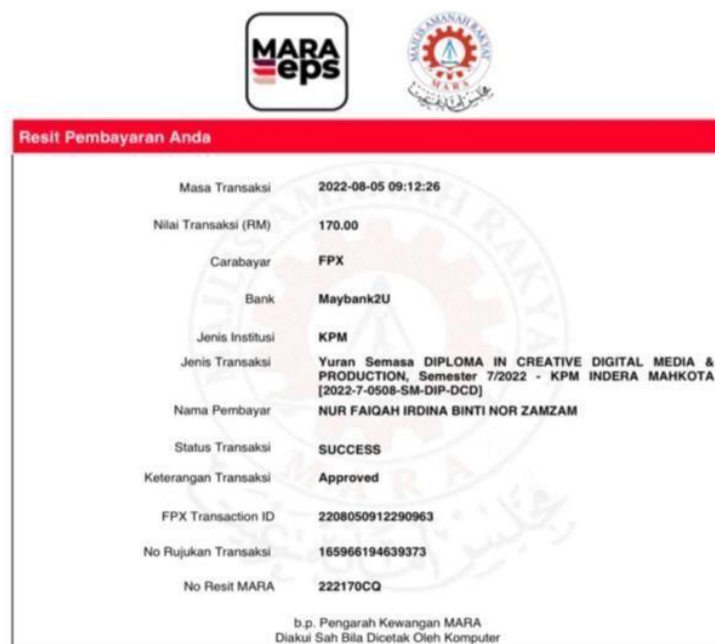 MARA
eps
MAJLIS AMANAH RAKYAT
MARA
Resit Pembayaran Anda
Masa Transaksi 2022-08-05 09:12:26
Nilai Transaksi (RM) 170.00
Carabayar FPX
Bank Maybank2U
Jenis Institusi KPM
Jenis Transaksi Yuran Semasa DIPLOMA IN CREATIVE DIGITAL MEDIA &
PRODUCTION, Semester 7/2022 - KPM INDERA MAHKOTA
[2022-7-0508-SM-DIP-DCD]
Nama Pembayar NUR FAIQAH IRDINA BINTI NOR ZAMZAM
Status Transaksi SUCCESS
Keterangan Transaksi Approved
FPX Transaction ID 2208050912290963
No Rujukan Transaksi 165966194639373
No Resit MARA 222170CQ
b.p. Pengarah Kewangan MARA
Diakui Sah Bila Dicetak Oleh Komputer